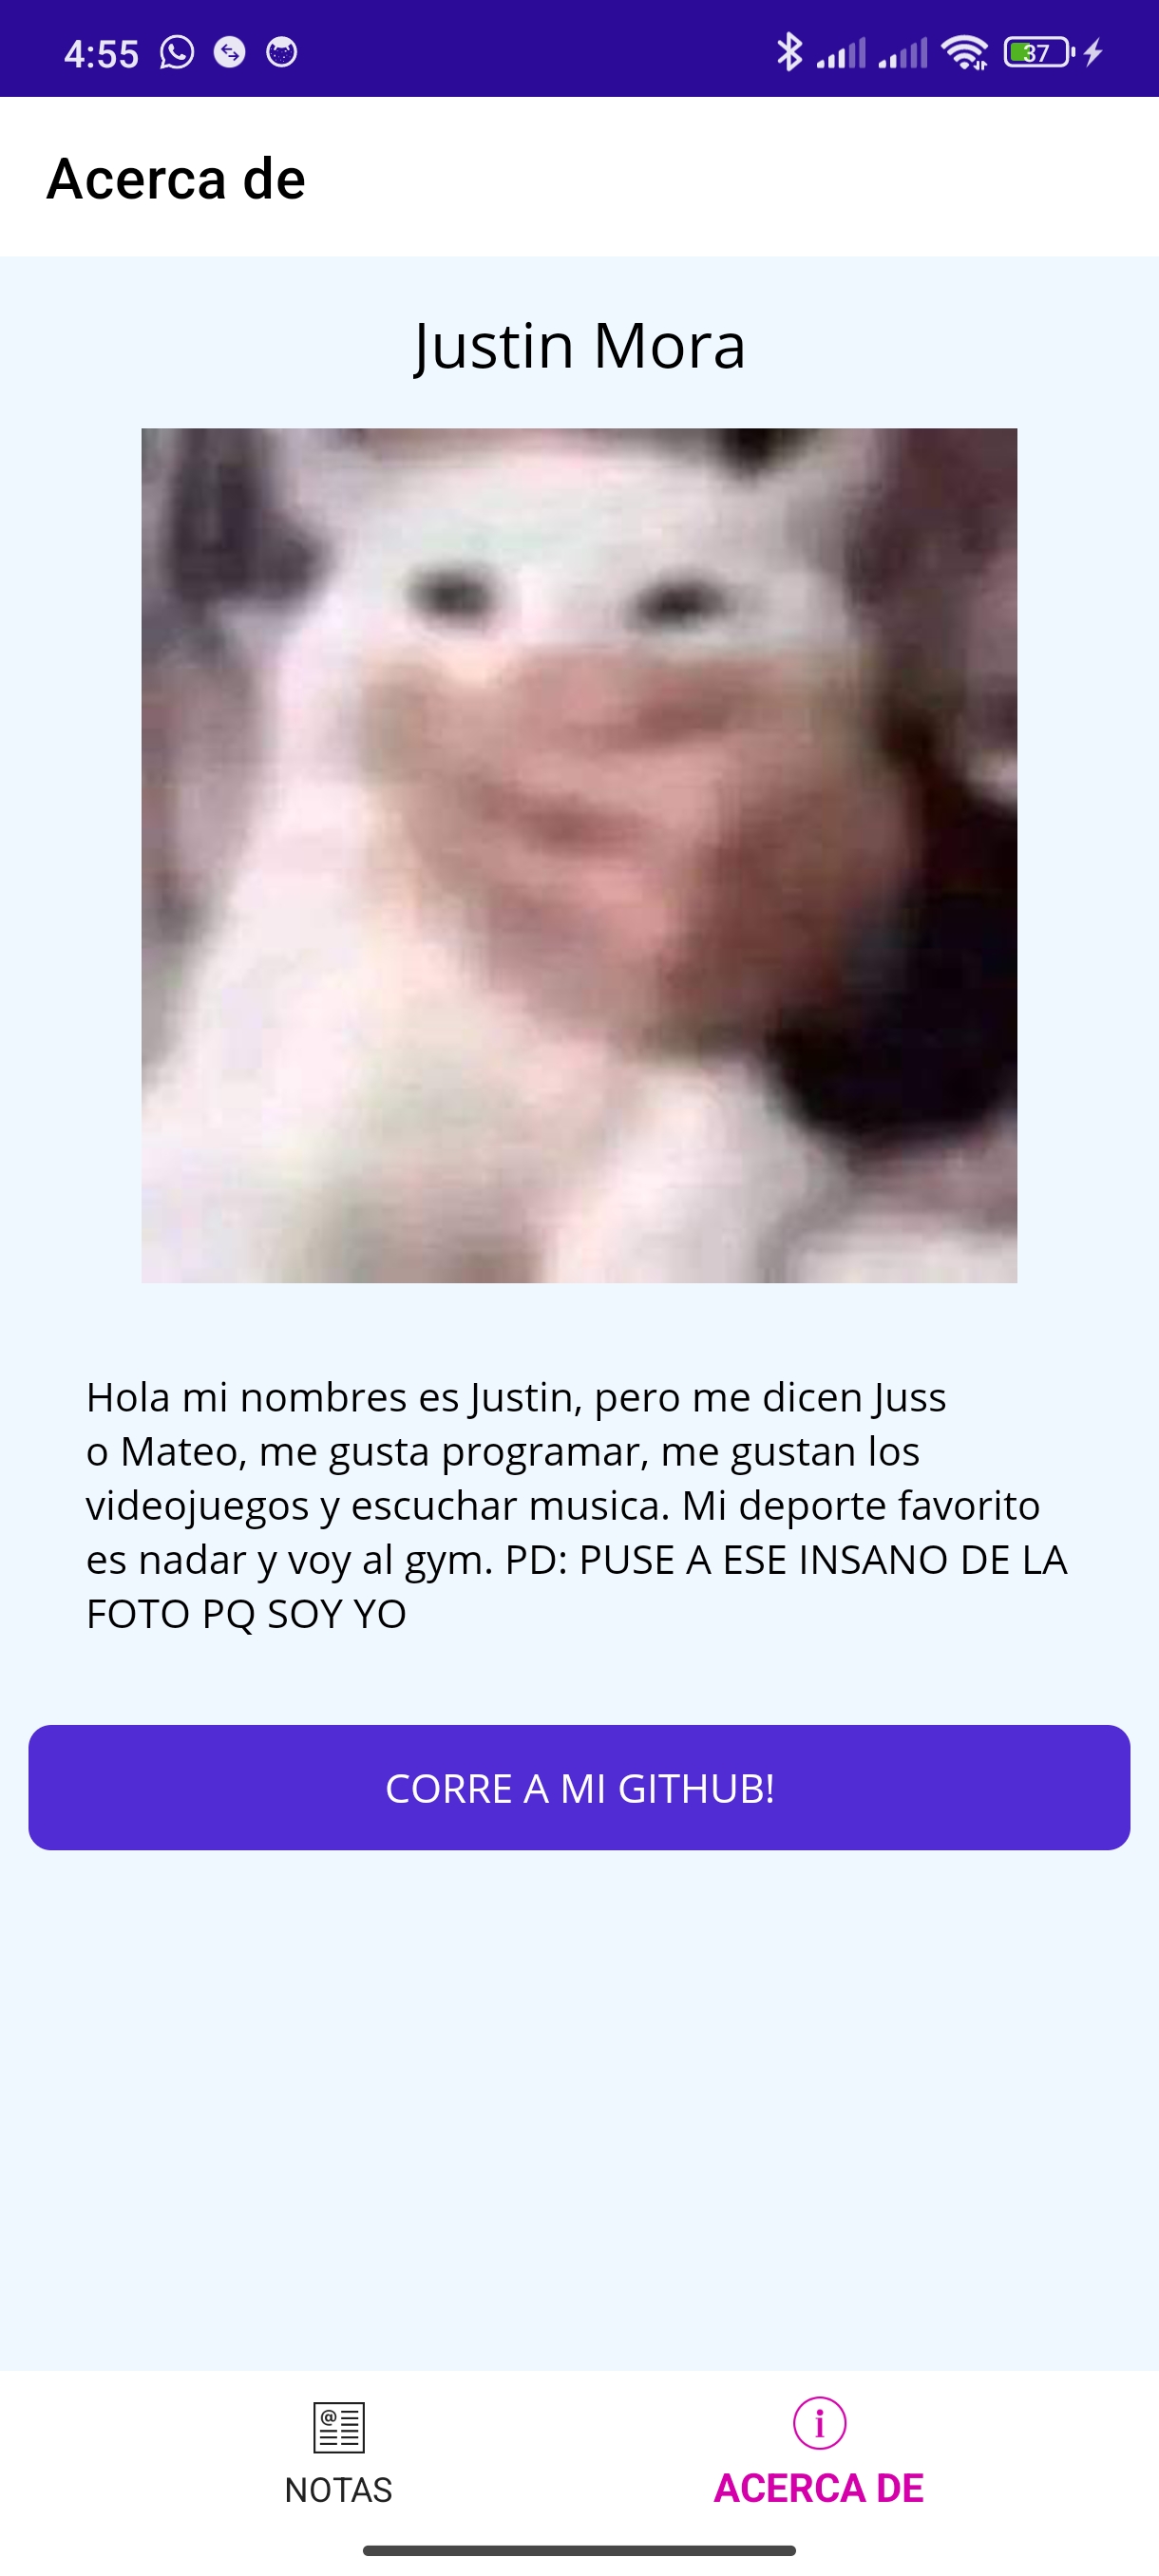 4:55
37
Acerca de
Justin Mora
Hola mi nombres es Justin, pero me dicen Juss
o Mateo, me gusta programar, me gustan los
videojuegos y escuchar musica. Mi deporte favorito
es nadar y voy al gym. PD: PUSE A ESE INSANO DE LA
FOTO PQ SOY YO
CORRE A MI GITHUB!
NOTAS
ACERCA DE